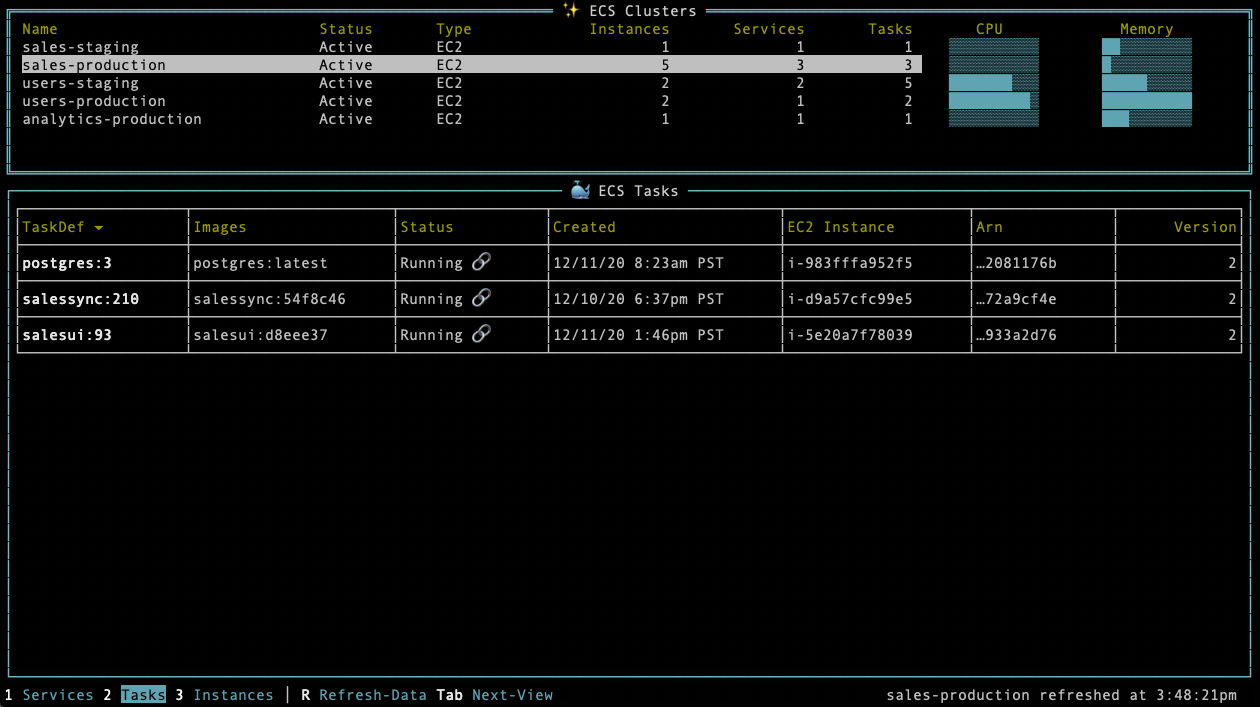 ✨ ECS Clusters
Name Status Type Instances Services Tasks CPU Memory
sales-staging Active EC2 1 1 1
sales-production Active EC2 5 3 3
users-staging Active EC2 2 2 5
users-production Active EC2 2 1 2
analytics-production Active EC2 1 1 1
🐳 ECS Tasks
TaskDef Images Status Created EC2 Instance Arn Version
postgres:3 postgres:latest Running 🔗 12/11/20 8:23am PST i-983fffa952f5 …2081176b 2
salessync:210 salessync:54f8c46 Running 🔗 12/10/20 6:37pm PST i-d9a57cfc99e5 …72a9cf4e 2
salesui:93 salesui:d8eee37 Running 🔗 12/11/20 1:46pm PST i-5e20a7f78039 …933a2d76 2
1 Services 2 Tasks 3 Instances | R Refresh-Data Tab Next-View sales-production refreshed at 3:48:21pm